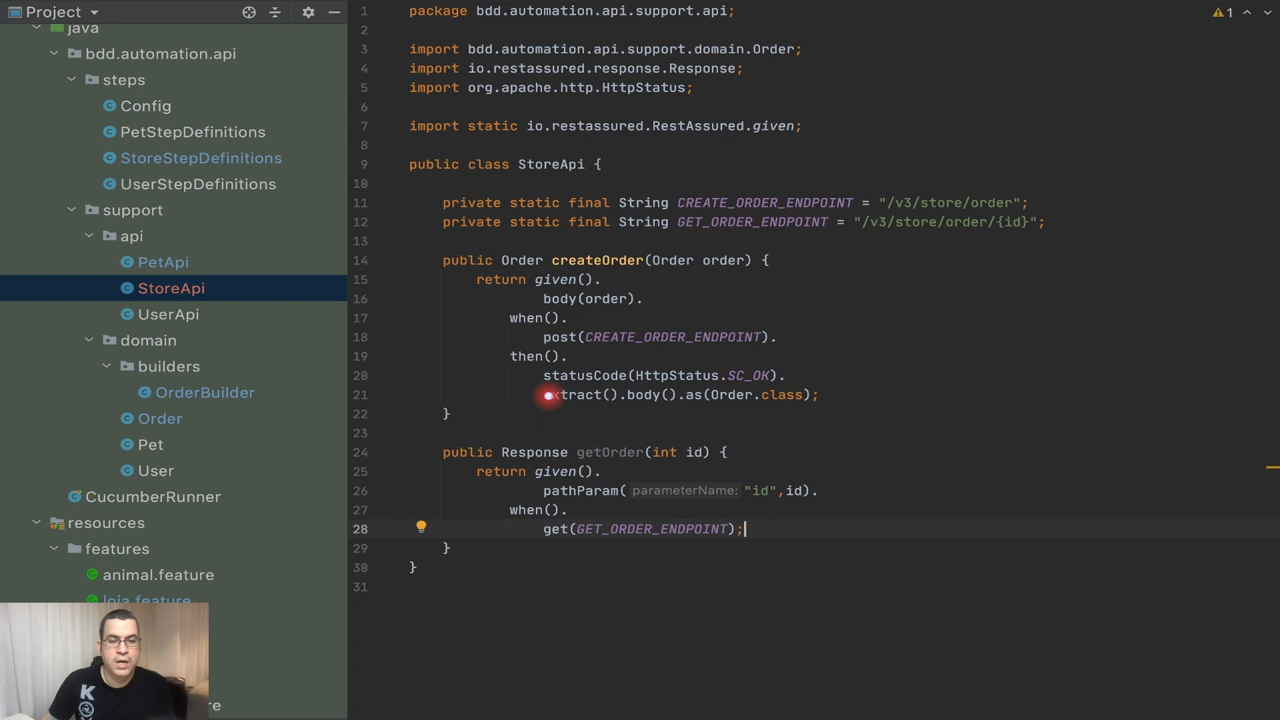 Project
java
bdd.automation.api
steps
Config
PetStepDefinitions
StoreStepDefinitions
UserStepDefinitions
support
api
PetApi
StoreApi
UserApi
domain
builders
OrderBuilder
Order
Pet
User
CucumberRunner
resources
features
animal.feature
loja.feature
re
K
1
1 package bdd.automation.api.support.api;
2
3 import bdd.automation.api.support.domain.Order;
4 import io.restassured.response.Response;
5 import org.apache.http.HttpStatus;
6
7 import static io.restassured.RestAssured.given;
8
9 public class StoreApi {
10
11 private static final String CREATE_ORDER_ENDPOINT = "/v3/store/order";
12 private static final String GET_ORDER_ENDPOINT = "/v3/store/order/{id}";
13
14 public Order createOrder(Order order) {
15 return given().
16 body(order).
17 when().
18 post(CREATE_ORDER_ENDPOINT).
19 then().
20 statusCode(HttpStatus.SC_OK).
21 extract().body().as(Order.class);
22 }
23
24 public Response getOrder(int id) {
25 return given().
26 pathParam( parameterName: "id",id).
27 when().
28 get(GET_ORDER_ENDPOINT);
29 }
30 }
31